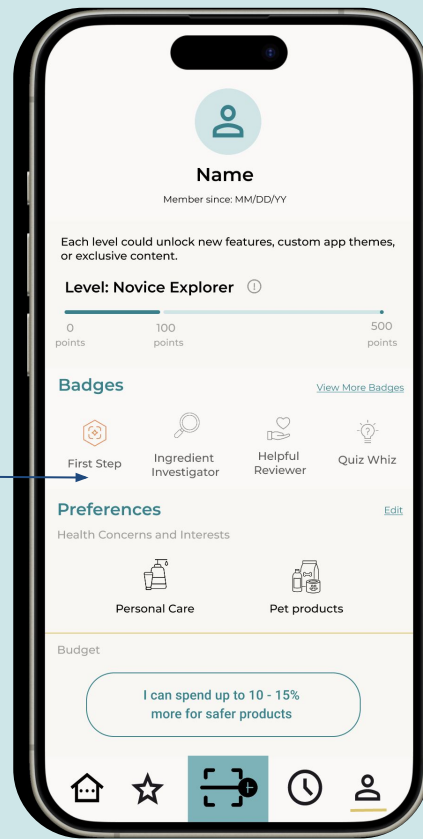 Name
Member since: MM/DD/YY
Each level could unlock new features, custom app themes,
or exclusive content.
Level: Novice Explorer
0
points
100
points
500
points
Badges
View More Badges
First Step
Ingredient
Investigator
Helpful
Reviewer
Quiz Whiz
Preferences
Edit
Health Concerns and Interests
Personal Care
Pet products
Budget
I can spend up to 10 - 15%
more for safer products